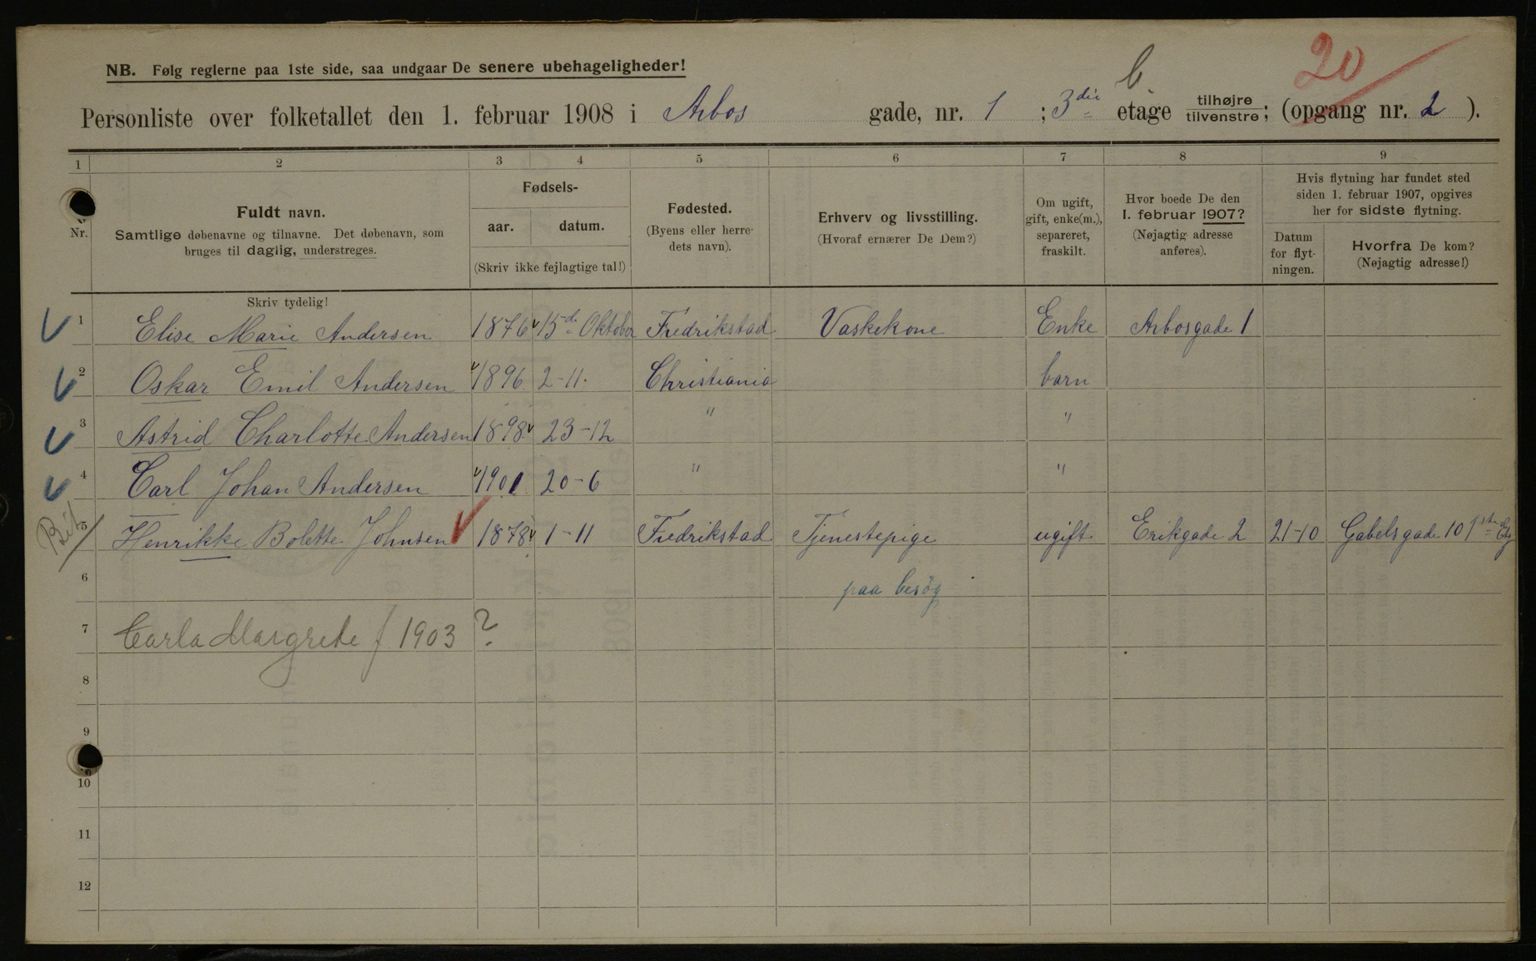 b.
20
NB. Følg reglerne paa 1ste side, saa undgaar De senere ubehageligheder!
Personliste over folketallet den 1. februar 1908 i Arbos gade, nr. 1 ; 3die etage tilhøjre tilvenstre; (opgang nr. 2 ).
1 2 3 4 5 6 7 8 9
Nr.
Fuldt navn.
Samtlige døbenavne og tilnavne. Det døbenavn, som
bruges til daglig, understreges.
Fødsels-
aar. datum.
(Skriv ikke fejlagtige tal!)
Fødested.
(Byens eller herre-
dets navn).
Erhverv og livsstilling.
(Hvoraf ernærer De Dem?)
Om ugift,
gift, enke(m.),
separeret,
fraskilt.
Hvor boede De den
1. februar 1907?
(Nøjagtig adresse
anføres).
Hvis flytning har fundet sted
siden 1. februar 1907, opgives
her for sidste flytning.
Datum
for flyt-
ningen.
Hvorfra De kom?
(Nøjagtig adresse!)
Skriv tydelig!
1 Elise Marie Andersen 1876 15de Oktober Fredrikstad Vaskekone Enke Arbosgade 1
2 Oskar Emil Andersen 1896 2-11. Christiania barn
3 Astrid Charlotte Andersen 1898 23-12 " "
4 Carl Johan Andersen 1901 20-6 " "
5 Henrikke Bolette Johnsen 1878 1-11 Fredrikstad Tjenestepige ugift Erikgade 2 21-10 Gabelsgade 10 1ste Etg
6 paa besøg
7 Carla Margrete f 1903 ?
8
9
10
11
12